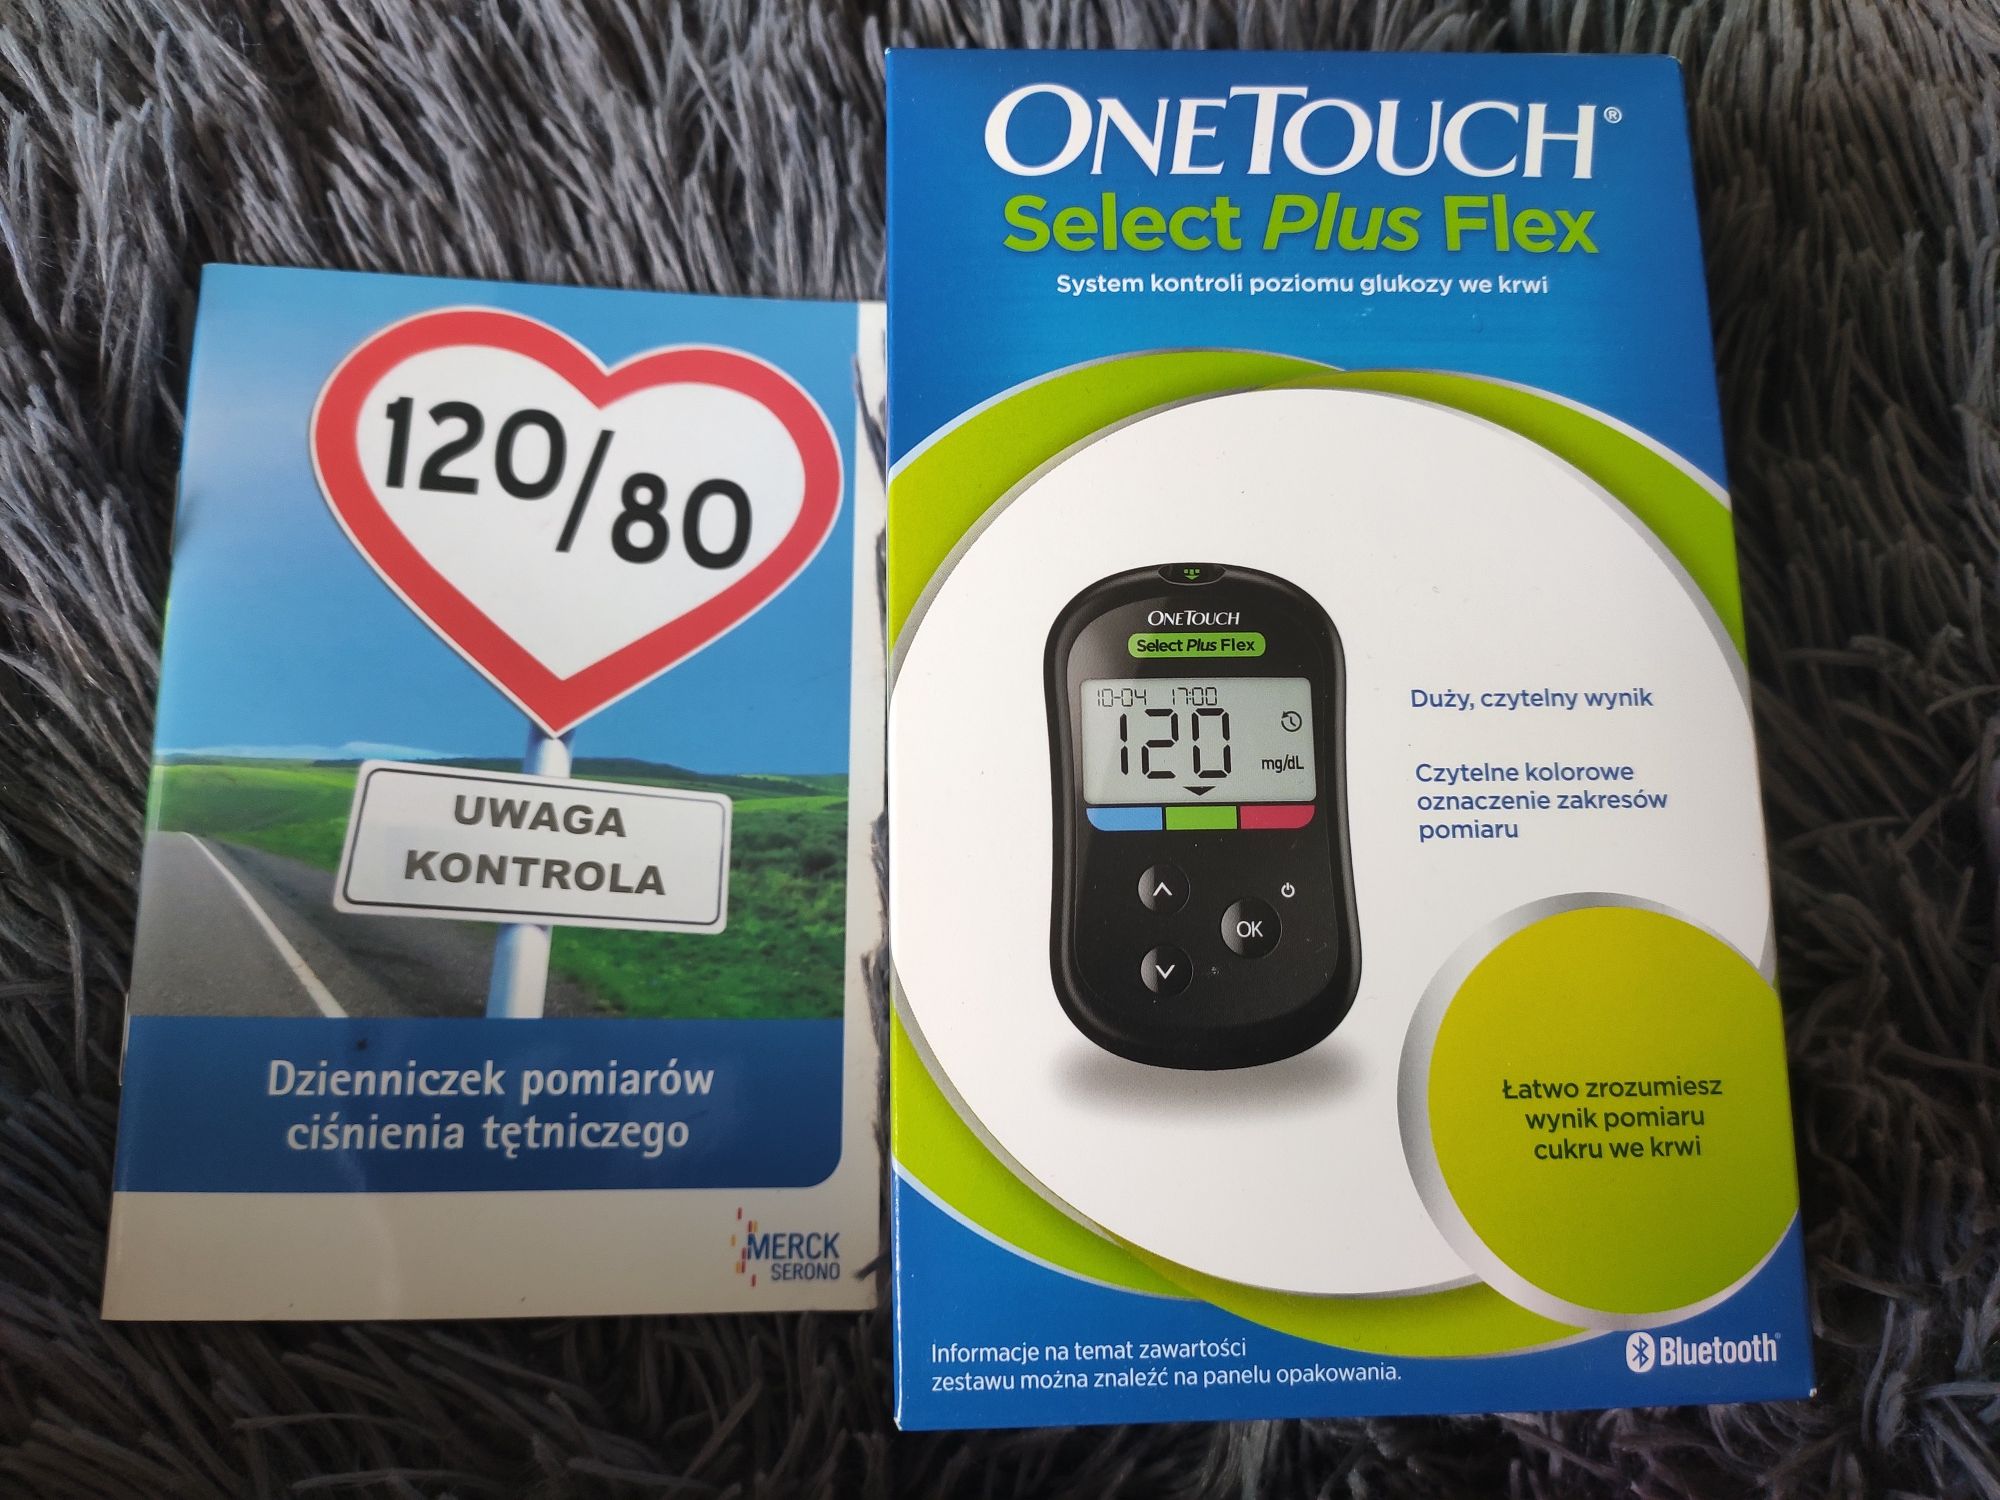 120/80
UWAGA
KONTROLA
Dzienniczek pomiarów
ciśnienia tętniczego
MERCK
SERONO
ONETOUCH®
Select Plus Flex
System kontroli poziomu glukozy we krwi
ONETOUCH
Select Plus Flex
10-04 17:00
120
mg/dL
OK
Duży, czytelny wynik
Czytelne kolorowe
oznaczenie zakresów
pomiaru
Łatwo zrozumiesz
wynik pomiaru
cukru we krwi
Informacje na temat zawartości
zestawu można znaleźć na panelu opakowania.
Bluetooth®